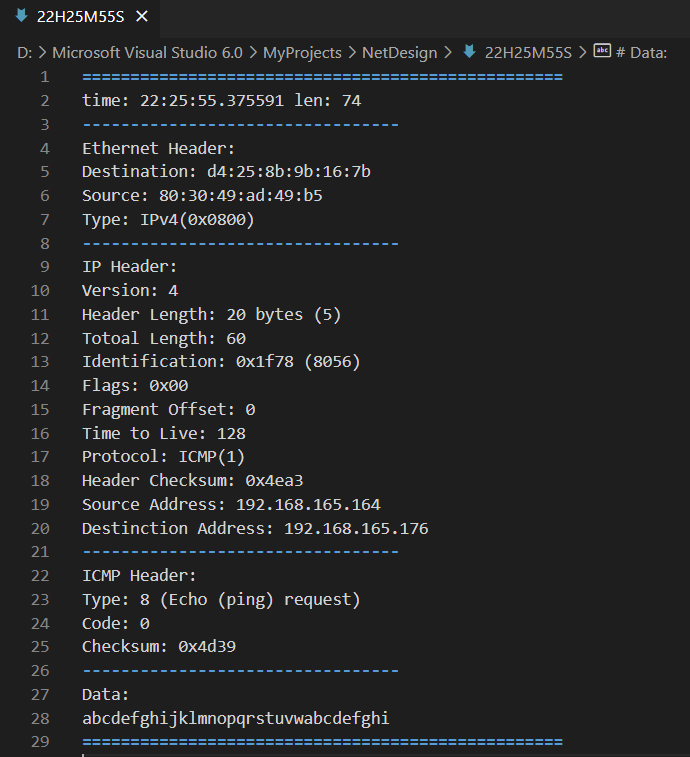 22H25M55S ×
D: > Microsoft Visual Studio 6.0 > MyProjects > NetDesign > 22H25M55S > abc # Data:
1 ==================================================
2 time: 22:25:55.375591 len: 74
3 ---------------------------------
4 Ethernet Header:
5 Destination: d4:25:8b:9b:16:7b
6 Source: 80:30:49:ad:49:b5
7 Type: IPv4(0x0800)
8 ---------------------------------
9 IP Header:
10 Version: 4
11 Header Length: 20 bytes (5)
12 Totoal Length: 60
13 Identification: 0x1f78 (8056)
14 Flags: 0x00
15 Fragment Offset: 0
16 Time to Live: 128
17 Protocol: ICMP(1)
18 Header Checksum: 0x4ea3
19 Source Address: 192.168.165.164
20 Destinction Address: 192.168.165.176
21 ---------------------------------
22 ICMP Header:
23 Type: 8 (Echo (ping) request)
24 Code: 0
25 Checksum: 0x4d39
26 ---------------------------------
27 Data:
28 abcdefghijklmnopqrstuvwabcdefghi
29 ==================================================